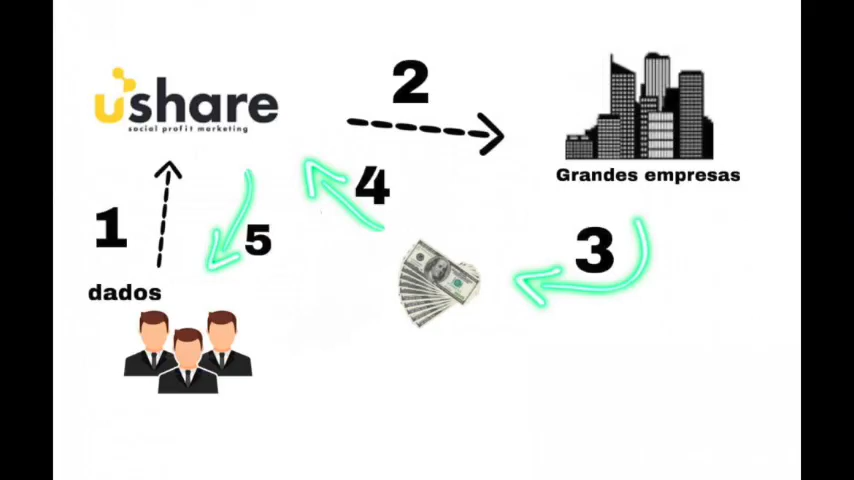 ushare
social profit marketing
2
Grandes empresas
4
1
5
3
dados